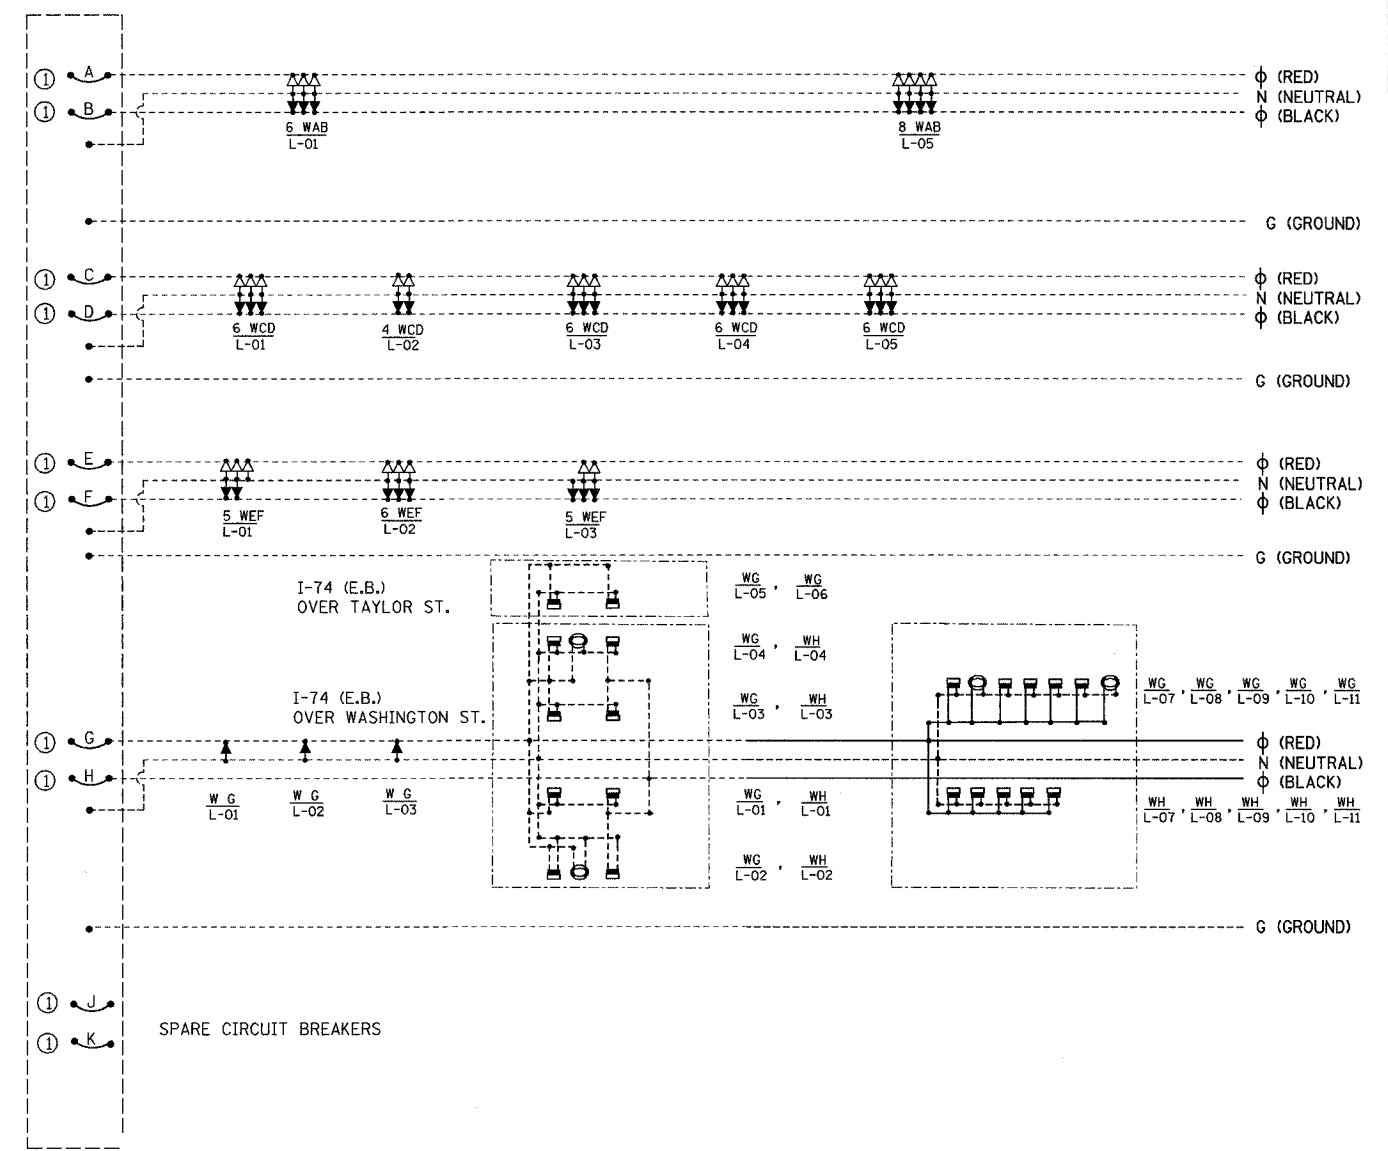 ① A ϕ (RED)
N (NEUTRAL)
① B ϕ (BLACK)
6 WAB 8 WAB
L-01 L-05
G (GROUND)
① C ϕ (RED)
N (NEUTRAL)
① D ϕ (BLACK)
6 WCD 4 WCD 6 WCD 6 WCD 6 WCD
L-01 L-02 L-03 L-04 L-05
G (GROUND)
① E ϕ (RED)
N (NEUTRAL)
① F ϕ (BLACK)
5 WEF 6 WEF 5 WEF
L-01 L-02 L-03
G (GROUND)
I-74 (E.B.)
OVER TAYLOR ST.
WG , WG
L-05 L-06
WG , WH
L-04 L-04
I-74 (E.B.)
OVER WASHINGTON ST.
WG , WH
L-03 L-03
WG , WG , WG , WG , WG
L-07 L-08 L-09 L-10 L-11
① G ϕ (RED)
N (NEUTRAL)
① H ϕ (BLACK)
W G W G W G
L-01 L-02 L-03
WG , WH
L-01 L-01
WH , WH , WH , WH , WH
L-07 L-08 L-09 L-10 L-11
WG , WH
L-02 L-02
G (GROUND)
① J
① K
SPARE CIRCUIT BREAKERS